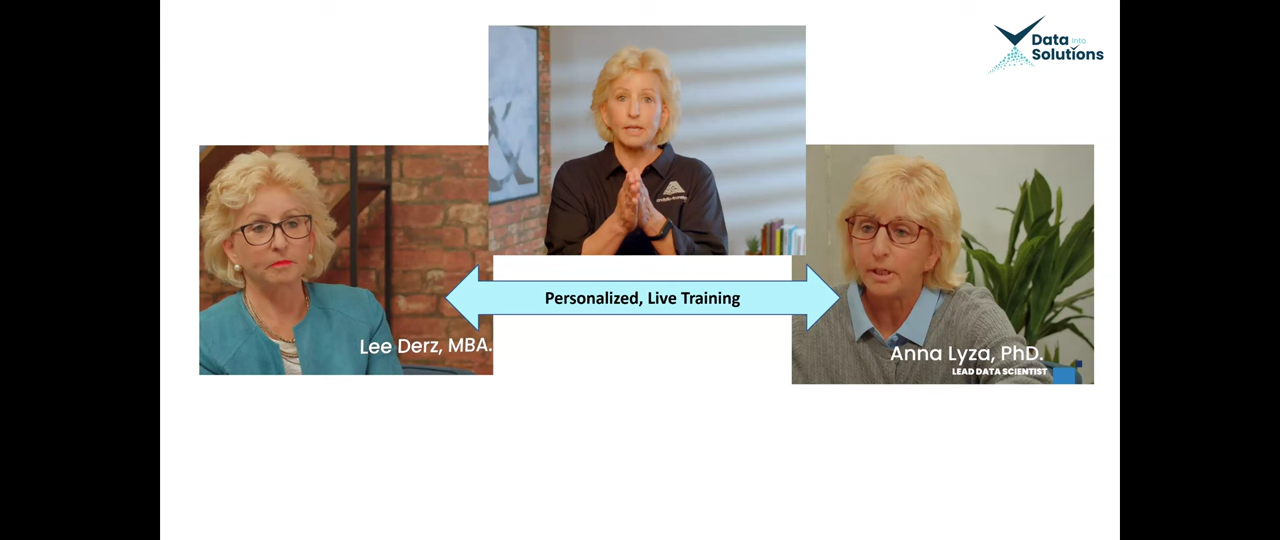 Data Into
Solutions
Personalized, Live Training
Lee Derz, MBA.
Anna Lyza, PhD.
LEAD DATA SCIENTIST